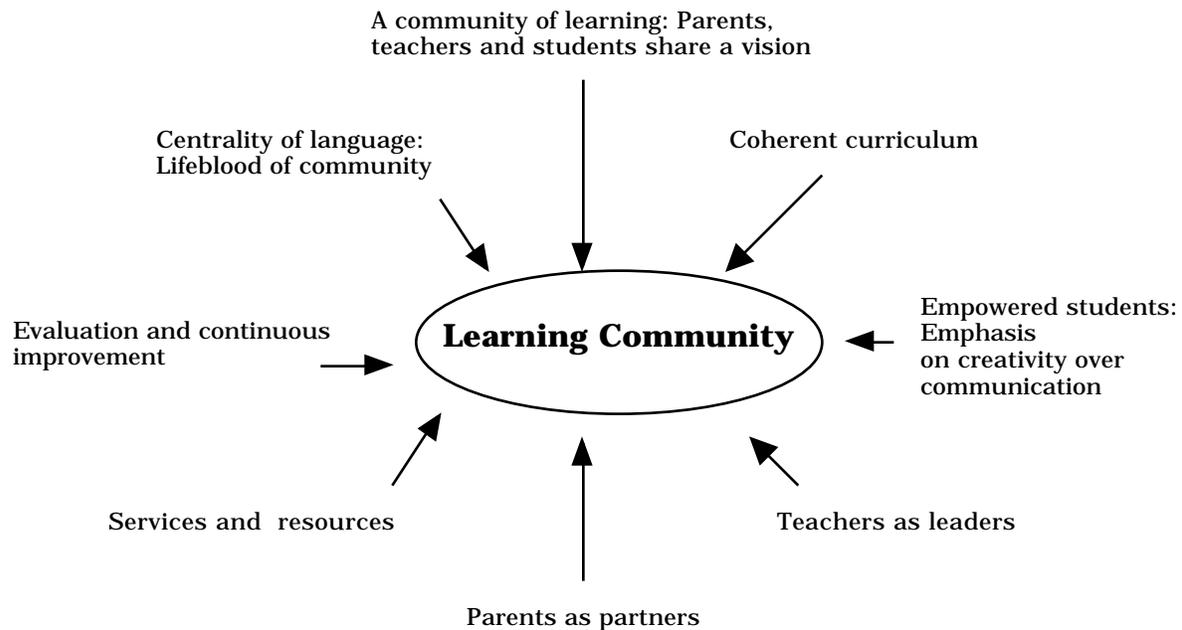 A community of learning: Parents,
teachers and students share a vision
Centrality of language:
Lifeblood of community
Coherent curriculum
Learning Community
Evaluation and continuous
improvement
Empowered students:
Emphasis
on creativity over
communication
Services and  resources
Teachers as leaders
Parents as partners